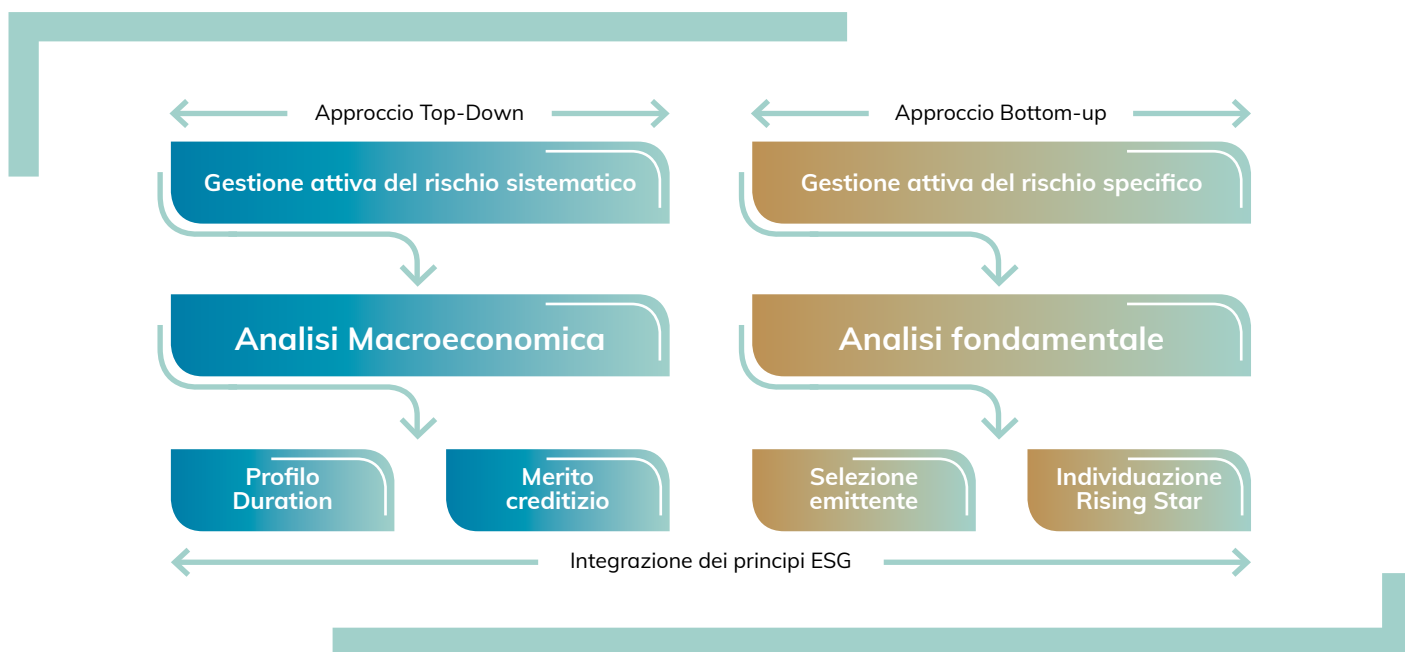 Approccio Top-Down
Gestione attiva del rischio sistematico
Analisi Macroeconomica
Profilo
Duration
Merito
creditizio
Approccio Bottom-up
Gestione attiva del rischio specifico
Analisi fondamentale
Selezione
emittente
Individuazione
Rising Star
Integrazione dei principi ESG